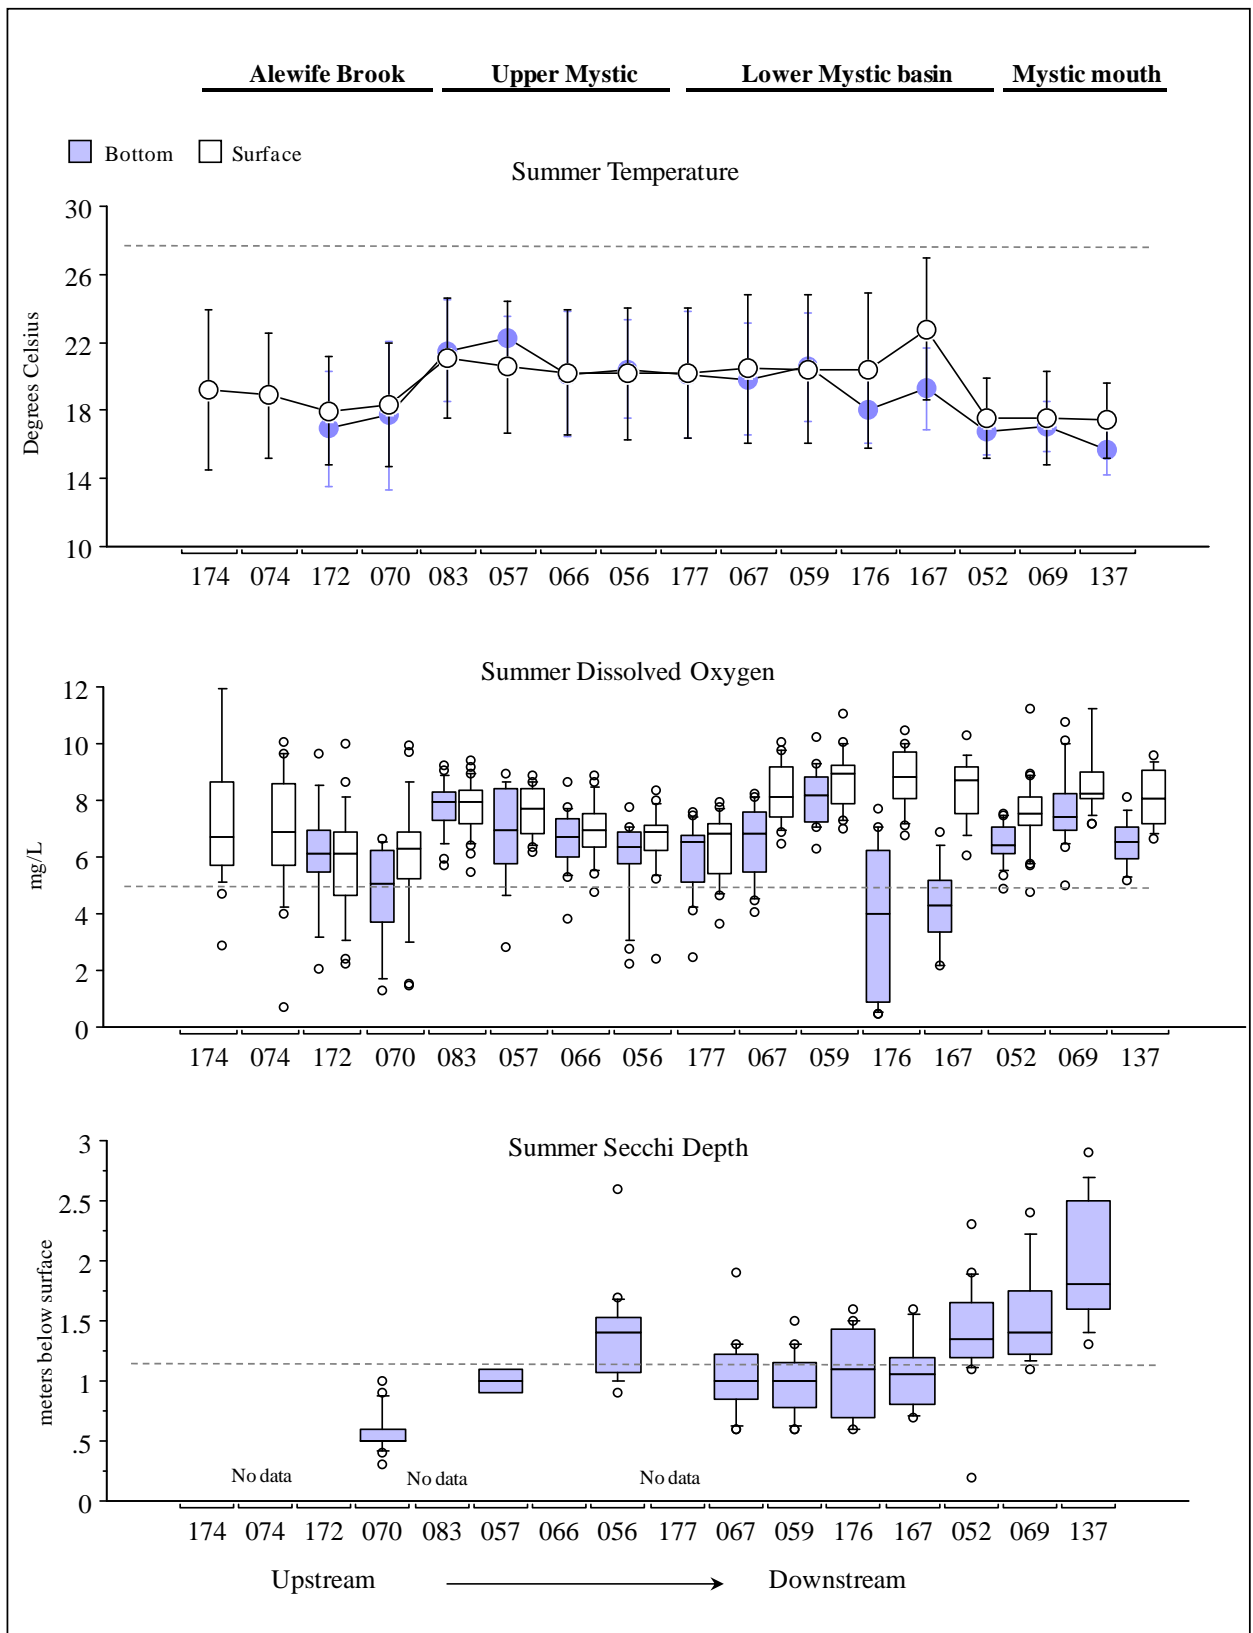 Alewife Brook Upper Mystic Lower Mystic basin Mystic mouth
Bottom Surface
Summer Temperature
Degrees Celsius
30
26
22
18
14
10
174 074 172 070 083 057 066 056 177 067 059 176 167 052 069 137
Summer Dissolved Oxygen
mg/L
12
10
8
6
4
2
0
174 074 172 070 083 057 066 056 177 067 059 176 167 052 069 137
Summer Secchi Depth
meters below surface
3
2.5
2
1.5
1
.5
0
No data No data No data
174 074 172 070 083 057 066 056 177 067 059 176 167 052 069 137
Upstream Downstream